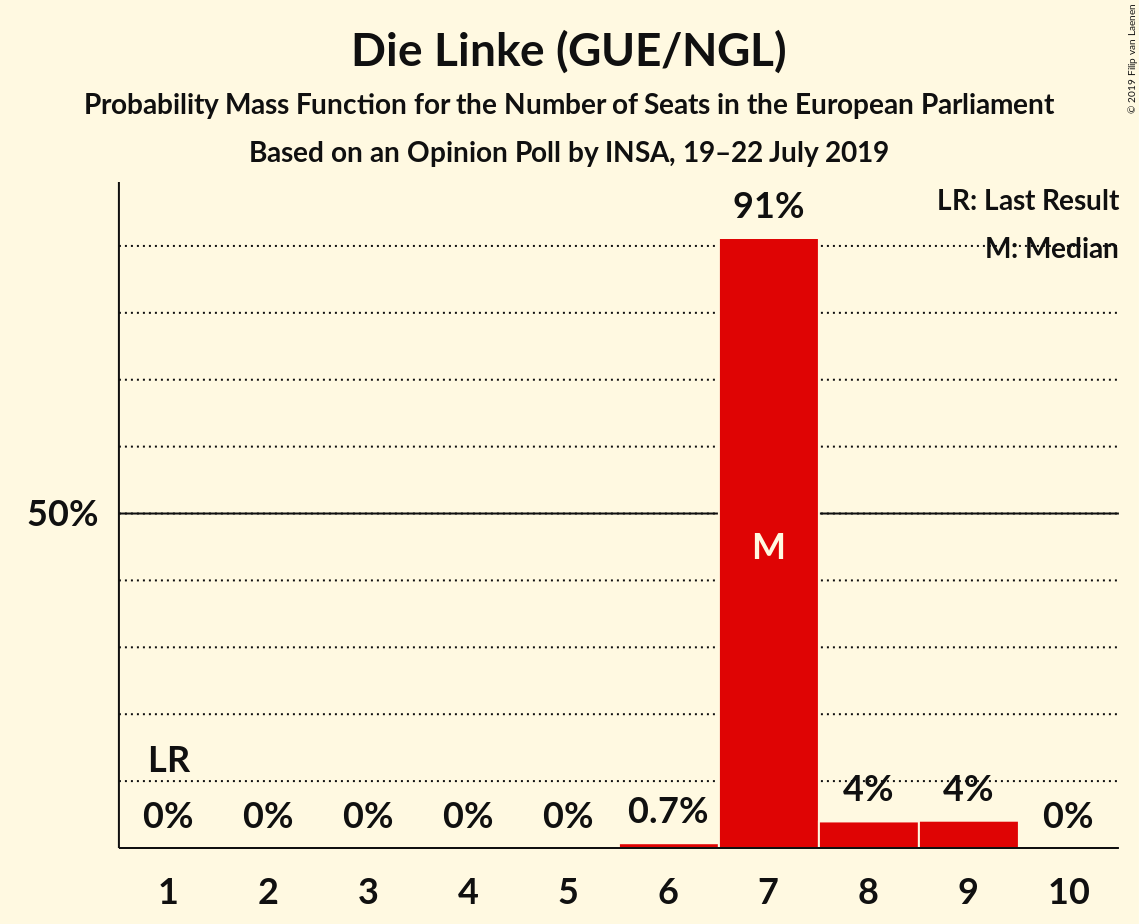 Die Linke (GUE/NGL)
Probability Mass Function for the Number of Seats in the European Parliament
Based on an Opinion Poll by INSA, 19–22 July 2019
© 2019 Filip van Laenen
LR: Last Result
M: Median
91%
50%
M
LR
0% 0% 0% 0% 0% 0.7% 4% 4% 0%
1 2 3 4 5 6 7 8 9 10